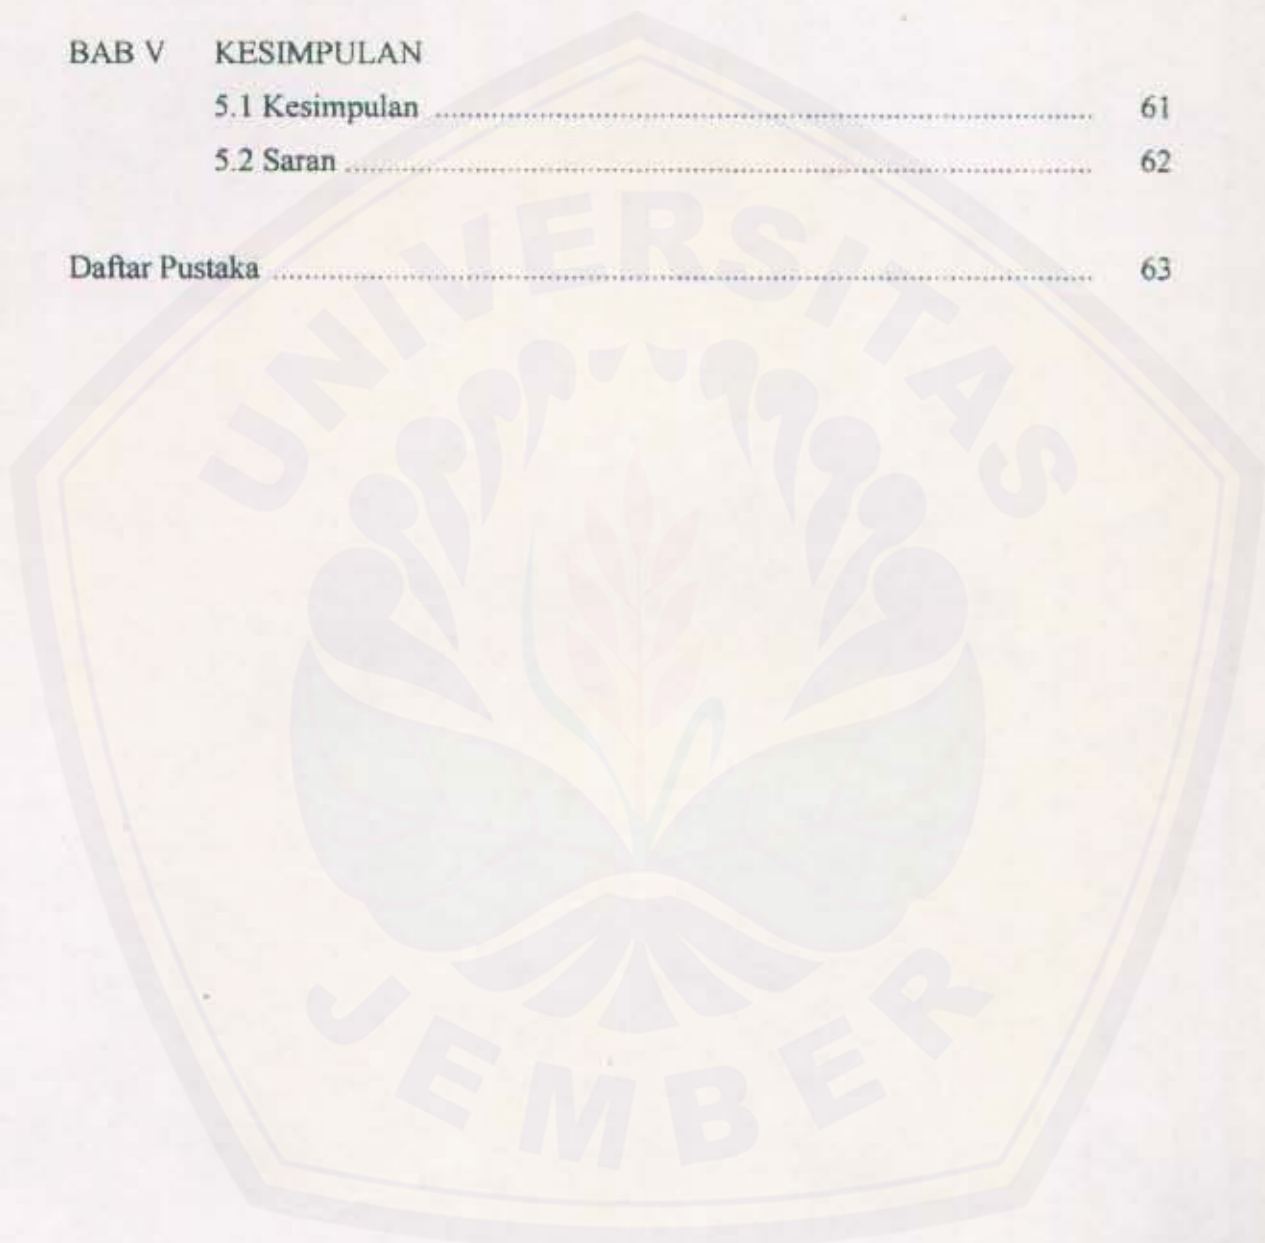 BAB V KESIMPULAN
5.1 Kesimpulan ........................ 61
5.2 Saran ........................ 62
Daftar Pustaka ........................ 63
UNIVERSITAS
JEMBER